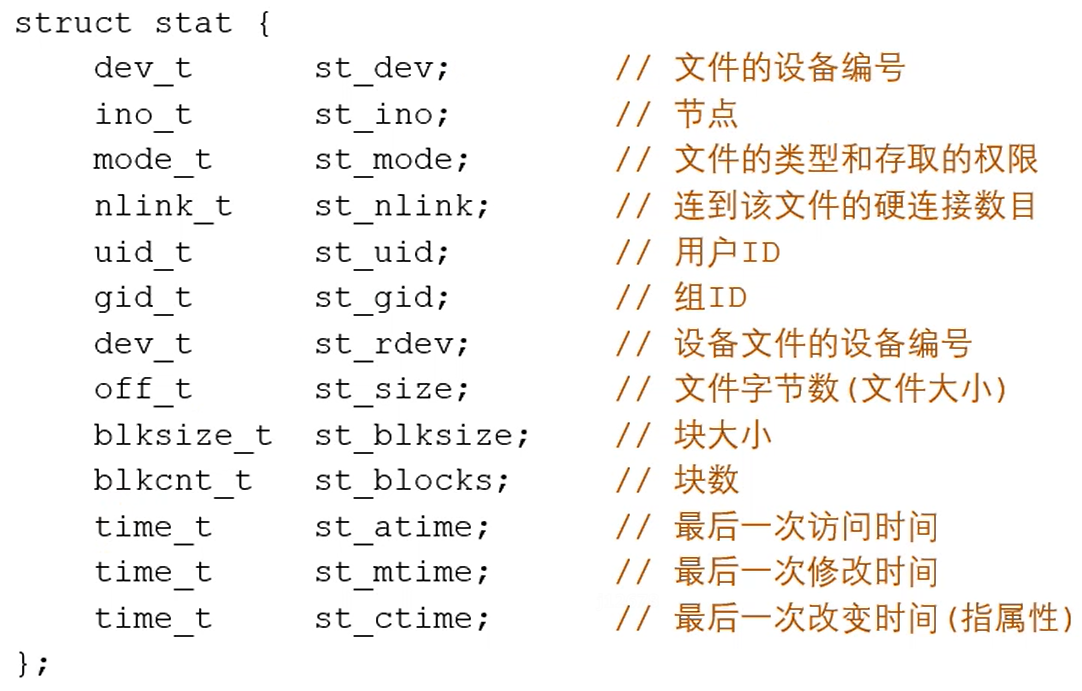 struct stat {
    dev_t      st_dev;        // 文件的设备编号
    ino_t      st_ino;        // 节点
    mode_t     st_mode;       // 文件的类型和存取的权限
    nlink_t    st_nlink;      // 连到该文件的硬连接数目
    uid_t      st_uid;        // 用户ID
    gid_t      st_gid;        // 组ID
    dev_t      st_rdev;       // 设备文件的设备编号
    off_t      st_size;       // 文件字节数(文件大小)
    blksize_t  st_blksize;    // 块大小
    blkcnt_t   st_blocks;     // 块数
    time_t     st_atime;      // 最后一次访问时间
    time_t     st_mtime;      // 最后一次修改时间
    time_t     st_ctime;      // 最后一次改变时间(指属性)
};